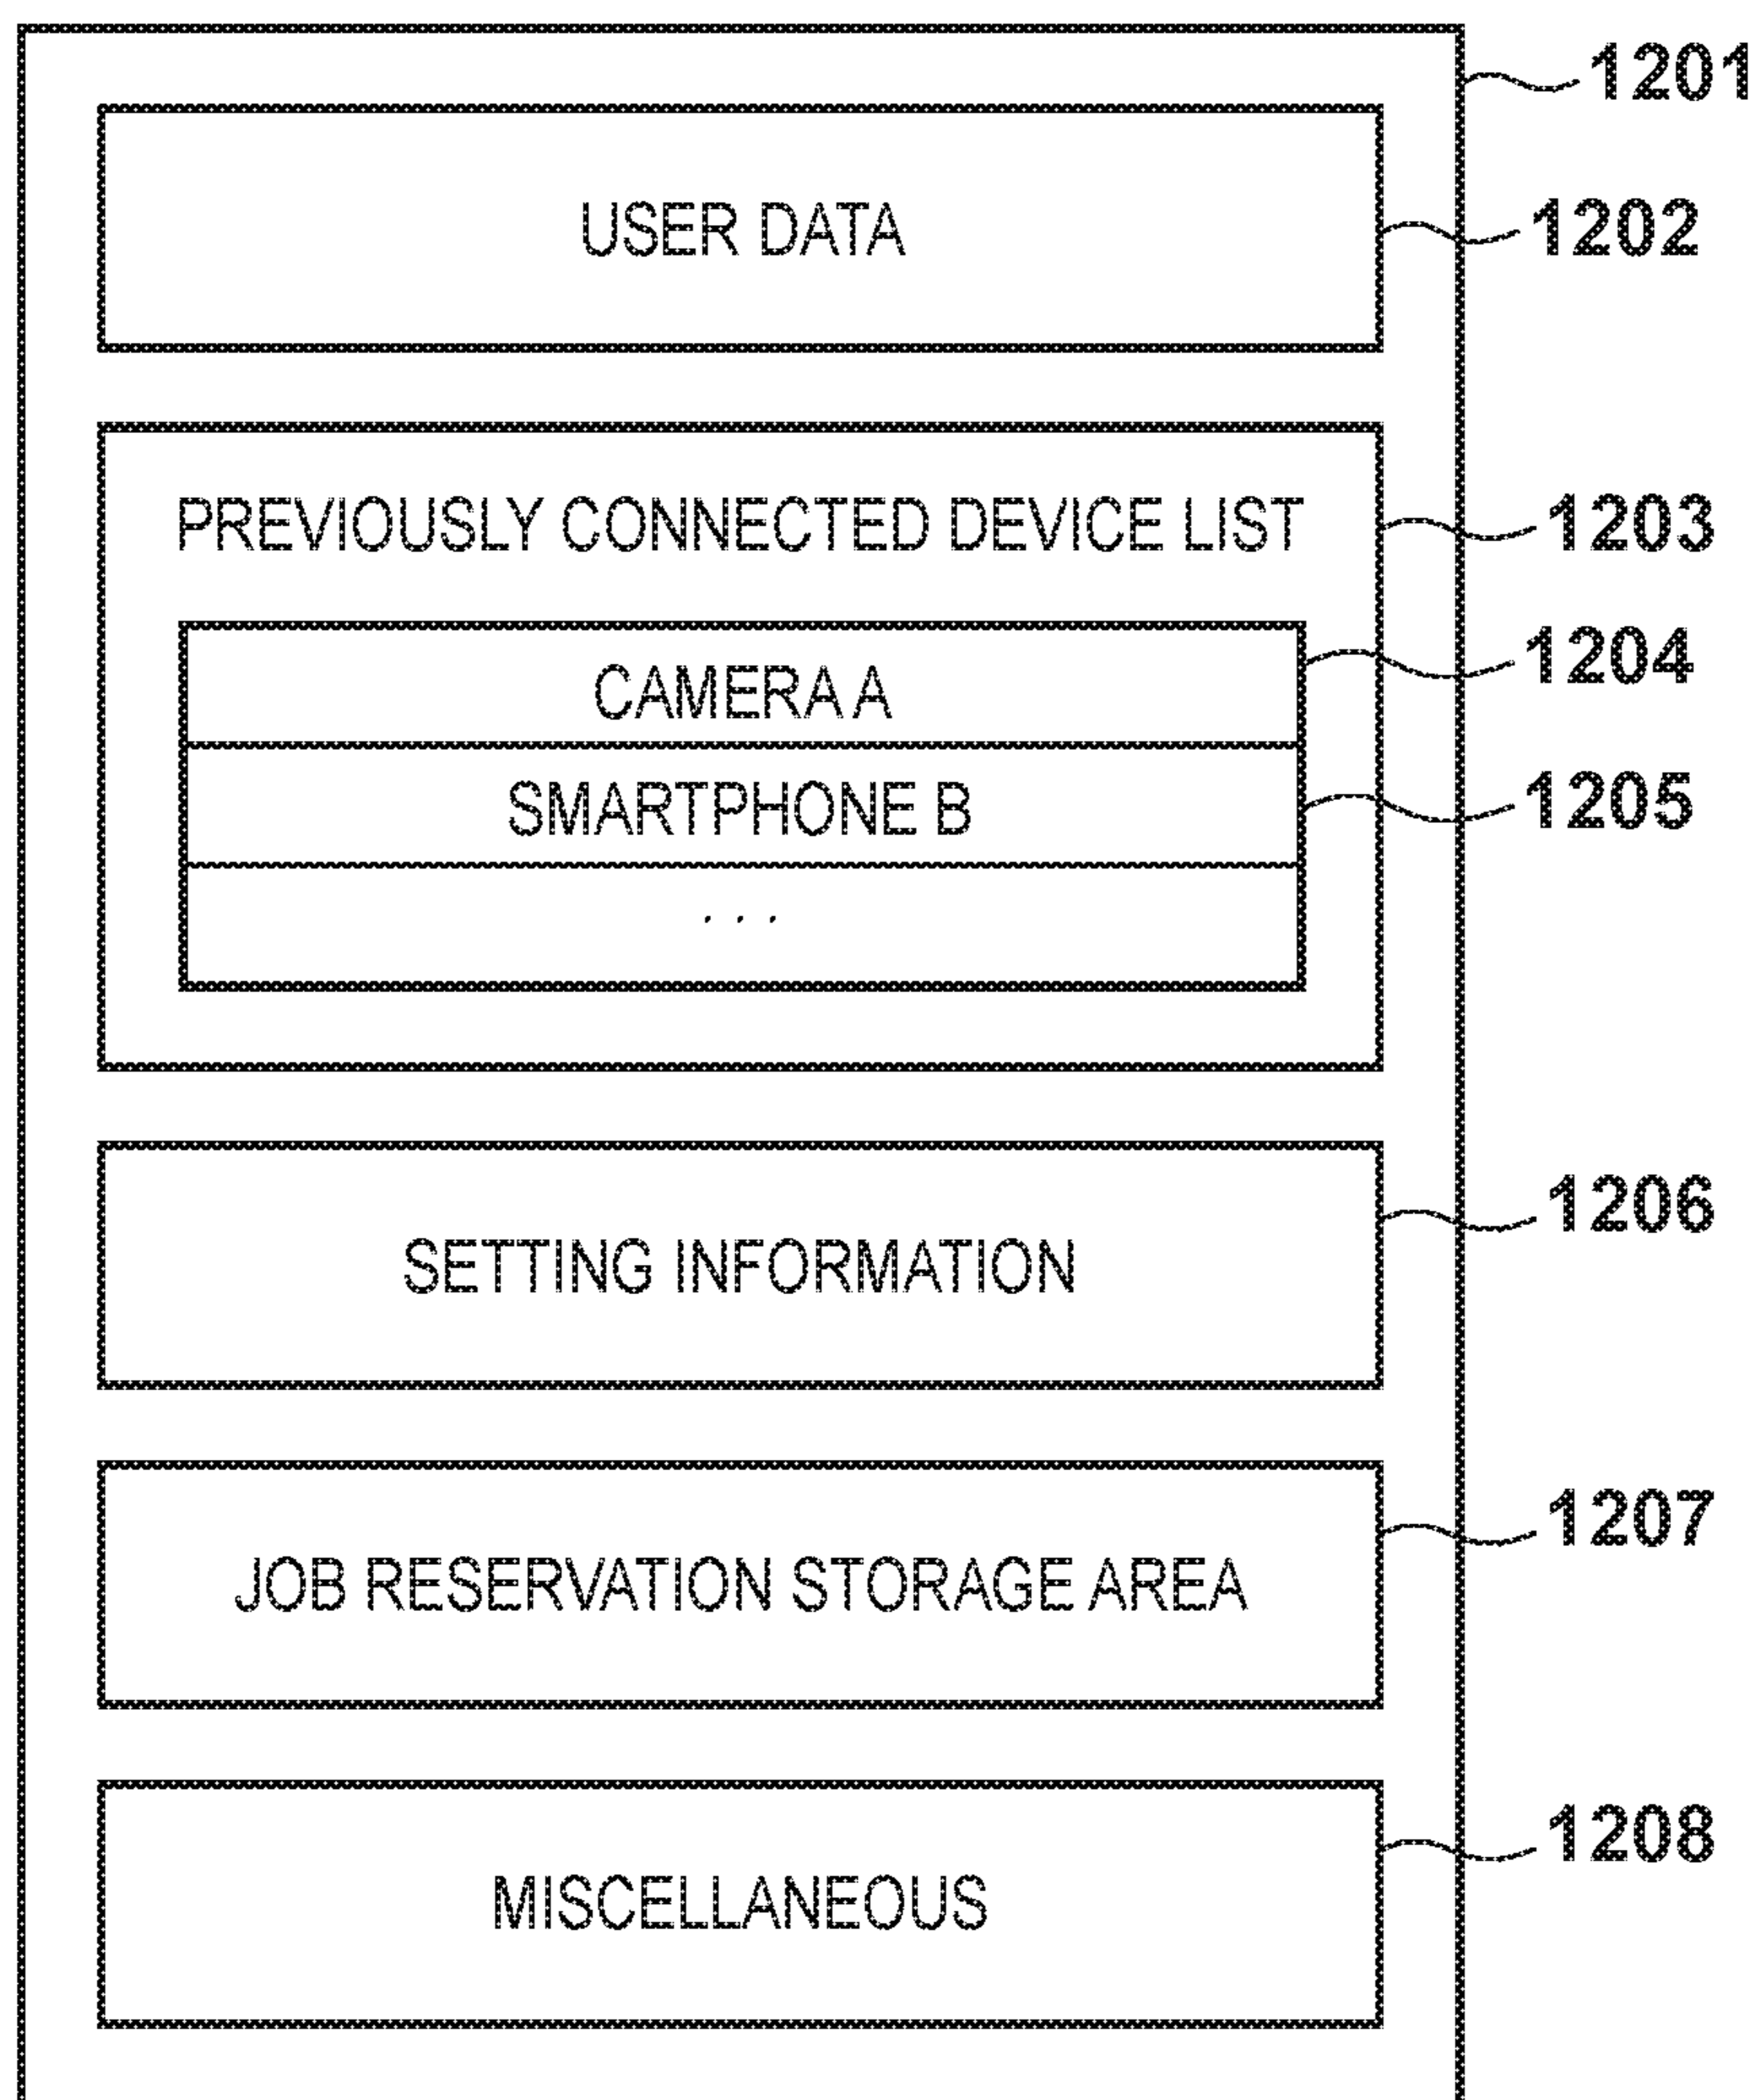 1201
USER DATA 1202
PREVIOUSLY CONNECTED DEVICE LIST 1203
CAMERA A 1204
SMARTPHONE B 1205
. . .
SETTING INFORMATION 1206
JOB RESERVATION STORAGE AREA 1207
MISCELLANEOUS 1208